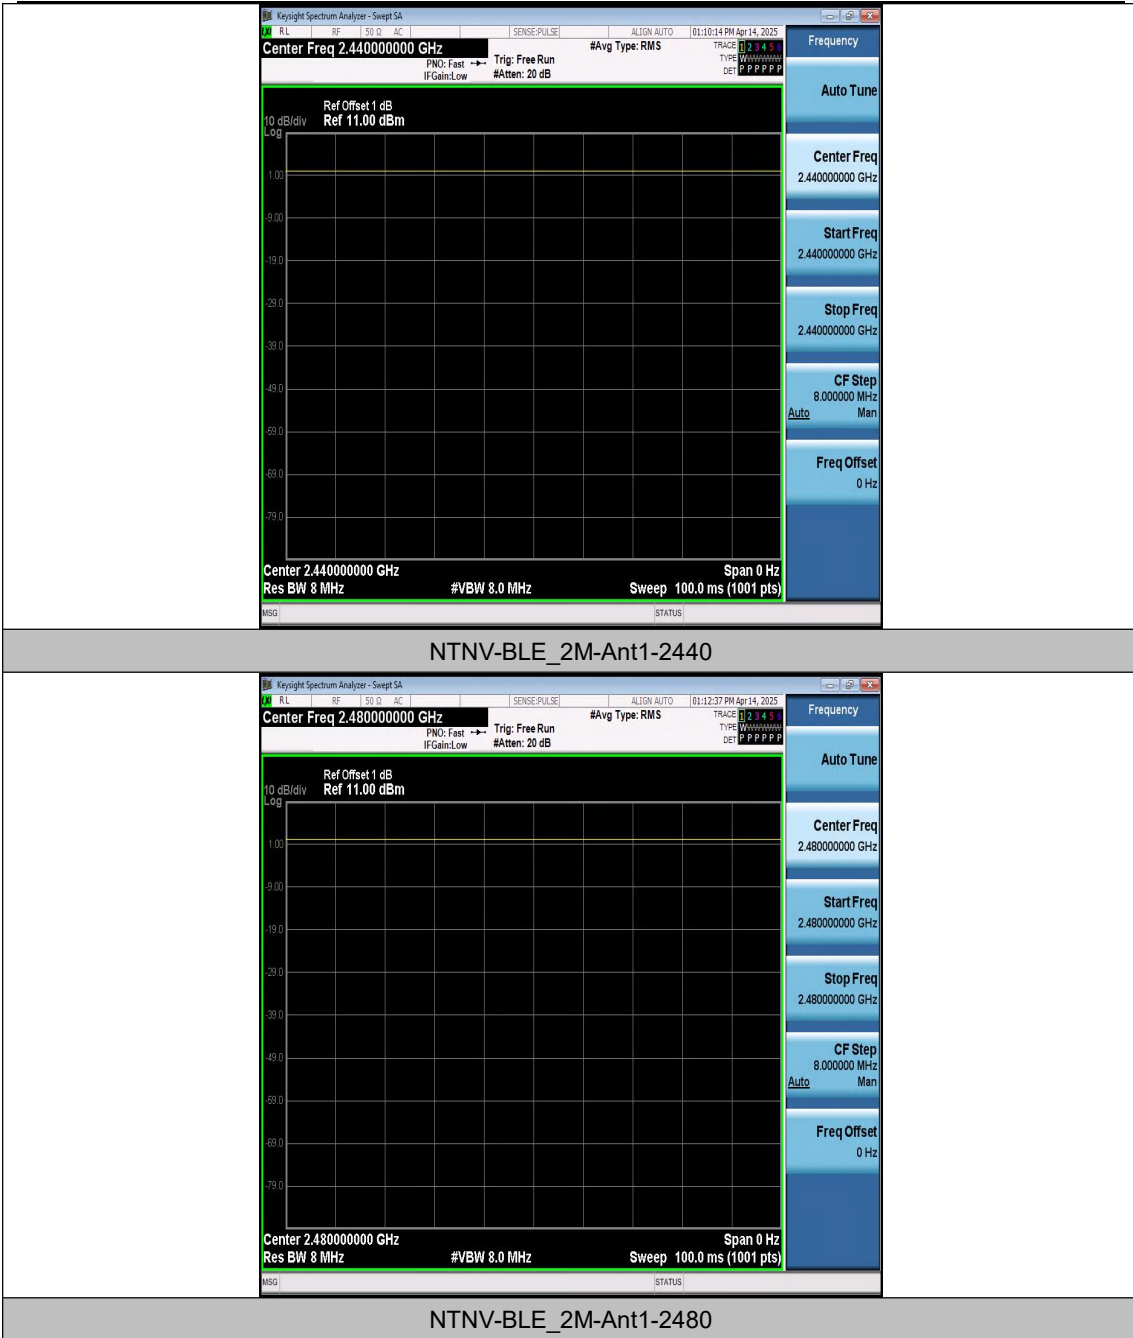 Keysight Spectrum Analyzer - Swept SA
RL RF 50 Ω AC SENSE:PULSE ALIGN AUTO 01:10:14 PM Apr 14, 2025
Center Freq 2.440000000 GHz #Avg Type: RMS TRACE 1 2 3 4 5 6
PNO: Fast Trig: Free Run TYPE W
IFGain:Low #Atten: 20 dB DET P P P P P P
Frequency
Auto Tune
Center Freq
2.440000000 GHz
Start Freq
2.440000000 GHz
Stop Freq
2.440000000 GHz
CF Step
8.000000 MHz
Auto Man
Freq Offset
0 Hz
Ref Offset 1 dB
10 dB/div Ref 11.00 dBm
Log
1.00
-9.00
-19.0
-29.0
-39.0
-49.0
-59.0
-69.0
-79.0
Center 2.440000000 GHz Span 0 Hz
Res BW 8 MHz #VBW 8.0 MHz Sweep 100.0 ms (1001 pts)
MSG STATUS
NTNV-BLE_2M-Ant1-2440
Keysight Spectrum Analyzer - Swept SA
RL RF 50 Ω AC SENSE:PULSE ALIGN AUTO 01:12:37 PM Apr 14, 2025
Center Freq 2.480000000 GHz #Avg Type: RMS TRACE 1 2 3 4 5 6
PNO: Fast Trig: Free Run TYPE W
IFGain:Low #Atten: 20 dB DET P P P P P P
Frequency
Auto Tune
Center Freq
2.480000000 GHz
Start Freq
2.480000000 GHz
Stop Freq
2.480000000 GHz
CF Step
8.000000 MHz
Auto Man
Freq Offset
0 Hz
Ref Offset 1 dB
10 dB/div Ref 11.00 dBm
Log
1.00
-9.00
-19.0
-29.0
-39.0
-49.0
-59.0
-69.0
-79.0
Center 2.480000000 GHz Span 0 Hz
Res BW 8 MHz #VBW 8.0 MHz Sweep 100.0 ms (1001 pts)
MSG STATUS
NTNV-BLE_2M-Ant1-2480